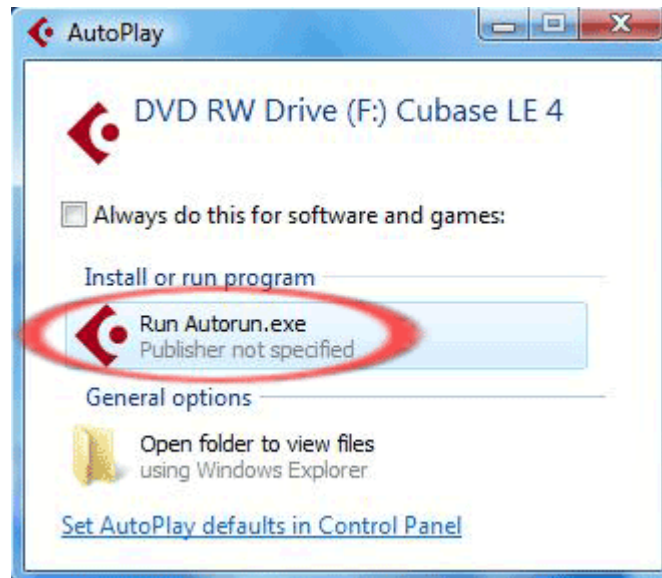 AutoPlay
DVD RW Drive (F:) Cubase LE 4
Always do this for software and games:
Install or run program
Run Autorun.exe
Publisher not specified
General options
Open folder to view files
using Windows Explorer
Set AutoPlay defaults in Control Panel